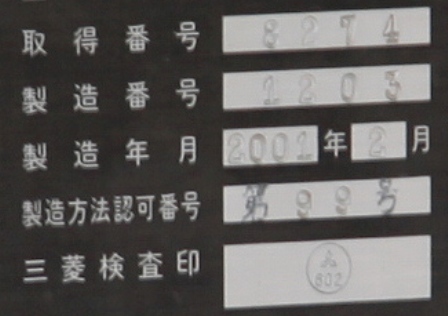 取得番号 8274
製造番号 1203
製造年月 2001年2月
製造方法認可番号 第99号
三菱検査印 802